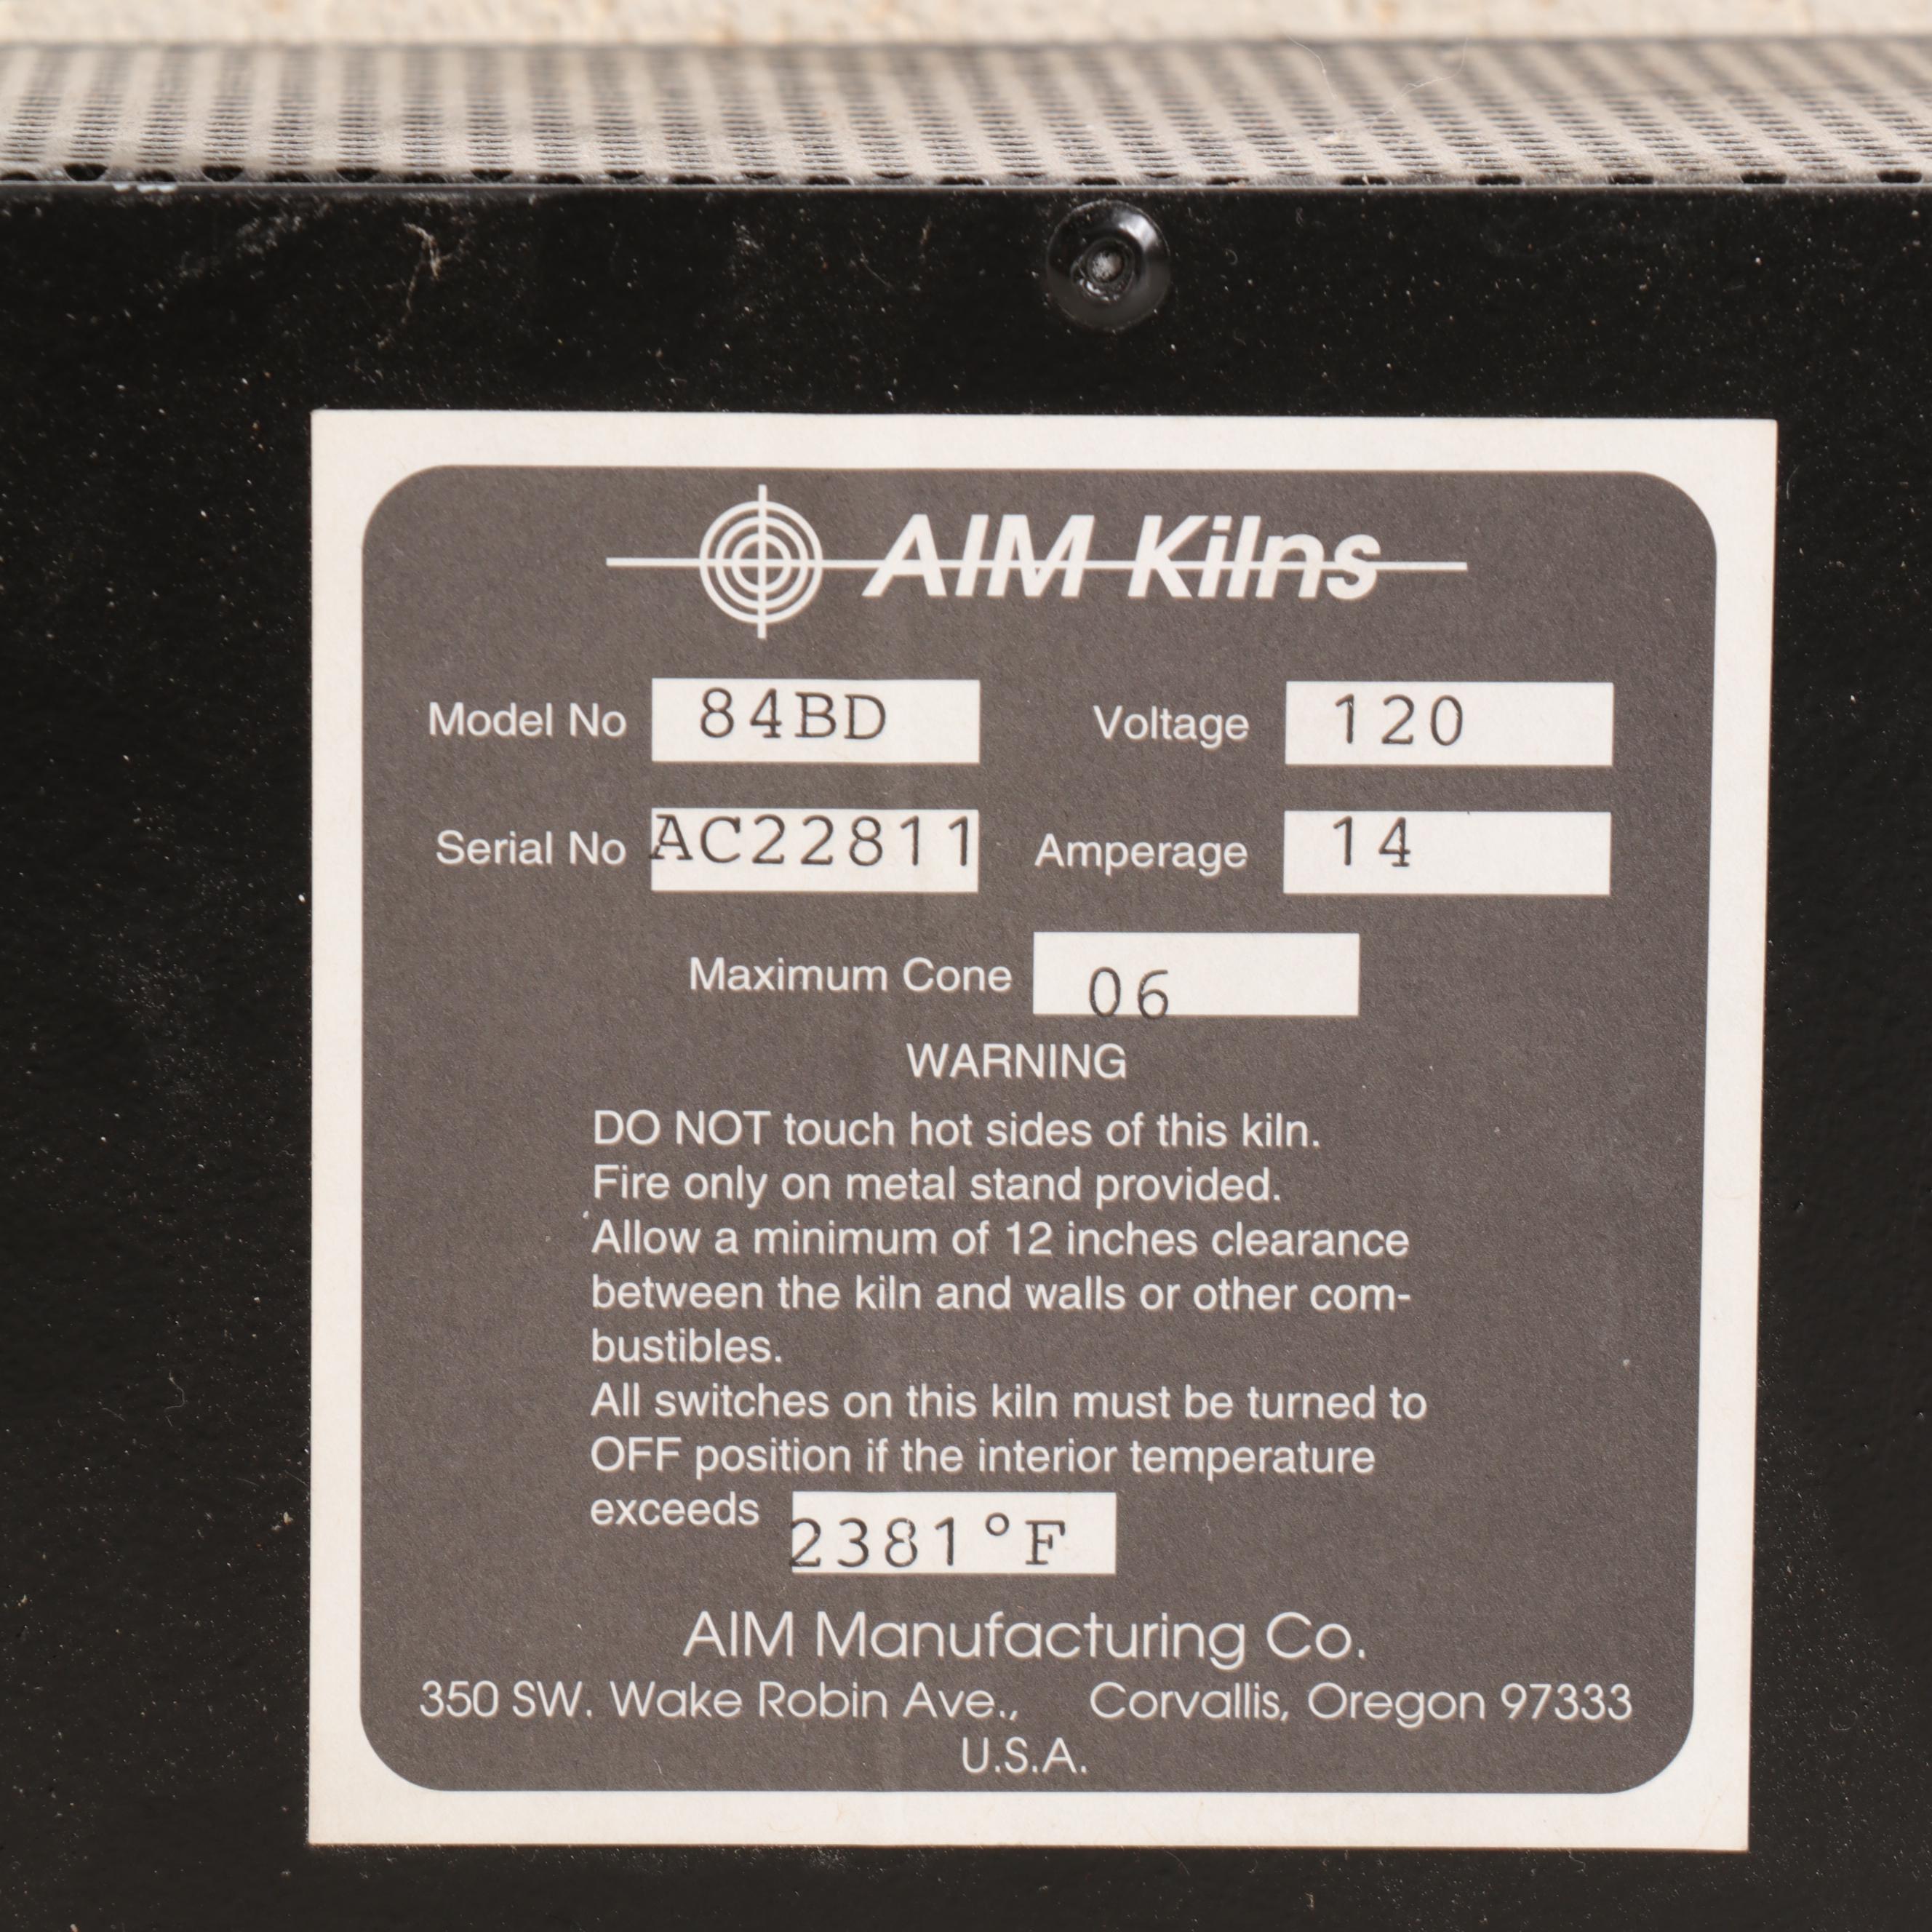 AIM Kilns
Model No 84BD Voltage 120
Serial No AC22811 Amperage 14
Maximum Cone 06
WARNING
DO NOT touch hot sides of this kiln.
Fire only on metal stand provided.
Allow a minimum of 12 inches clearance
between the kiln and walls or other com-
bustibles.
All switches on this kiln must be turned to
OFF position if the interior temperature
exceeds 2381°F
AIM Manufacturing Co.
350 SW. Wake Robin Ave., Corvallis, Oregon 97333
U.S.A.